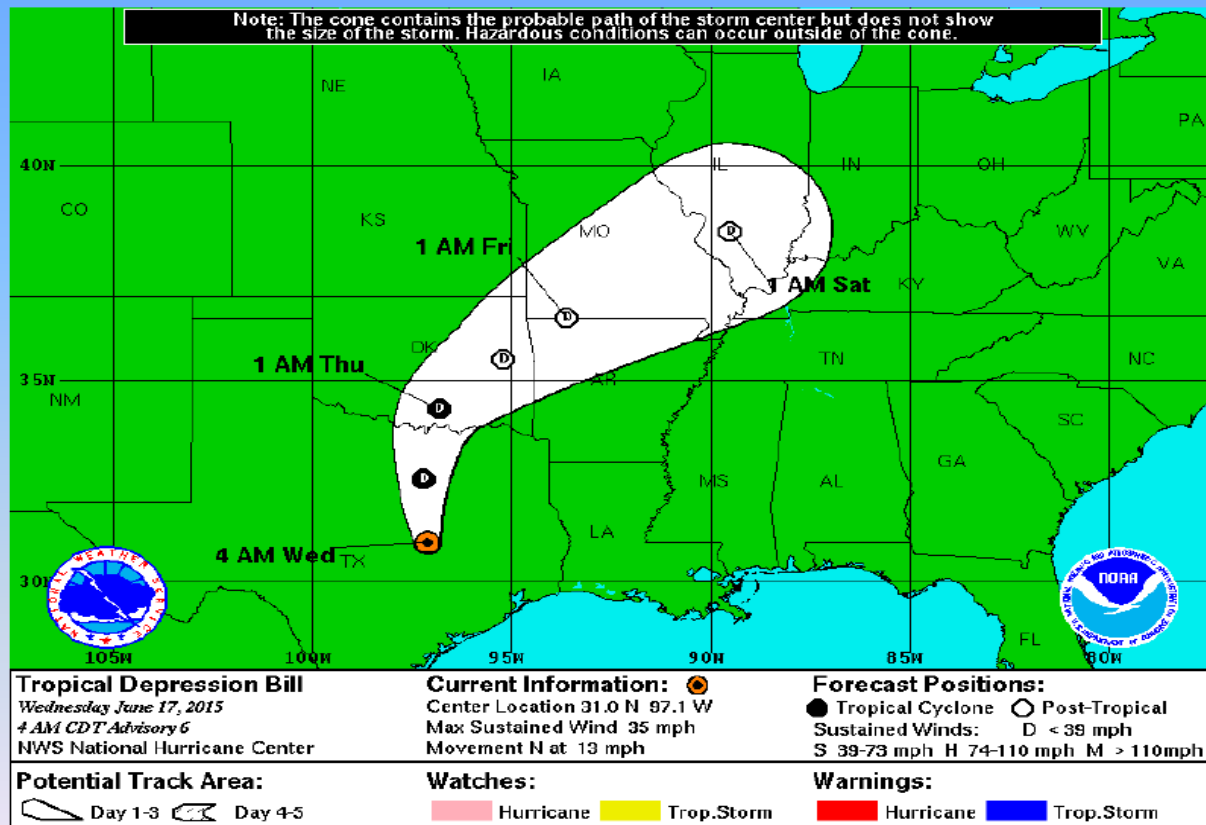 Note: The cone contains the probable path of the storm center but does not show
the size of the storm. Hazardous conditions can occur outside of the cone.
NE
IA
PA
40N
IL
IN
OH
CO
KS
MO
WV
1 AM Fri
D
VA
1 AM Sat
KY
D
OK
D
TN
NC
1 AM Thu
AR
35N
NM
D
SC
GA
D
MS
AL
LA
4 AM Wed
TX
30N
FL
NATIONAL WEATHER SERVICE
NOAA
105W
100W
95W
90W
85W
80W
Tropical Depression Bill
Wednesday June 17, 2015
4 AM CDT Advisory 6
NWS National Hurricane Center
Current Information:
Center Location 31.0 N 97.1 W
Max Sustained Wind 35 mph
Movement N at 13 mph
Forecast Positions:
Tropical Cyclone Post-Tropical
Sustained Winds: D < 39 mph
S 39-73 mph H 74-110 mph M > 110mph
Potential Track Area:
Day 1-3 Day 4-5
Watches:
Hurricane Trop.Storm
Warnings:
Hurricane Trop.Storm